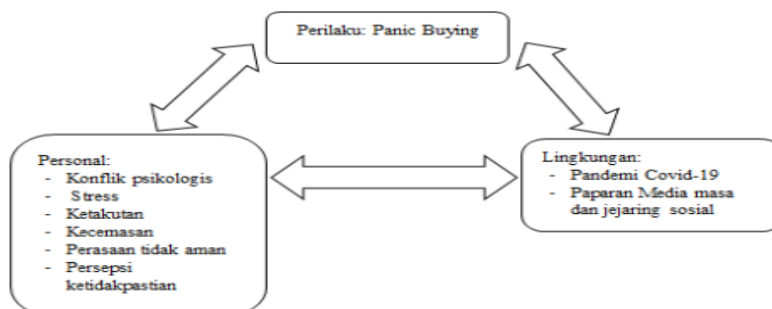 Perilaku: Panic Buying
Personal:
- Konflik psikologis
- Stress
- Ketakutan
- Kecemasan
- Perasaan tidak aman
- Persepsi
ketidakpastian
Lingkungan:
- Pandemi Covid-19
- Paparan Media masa
dan jejaring sosial